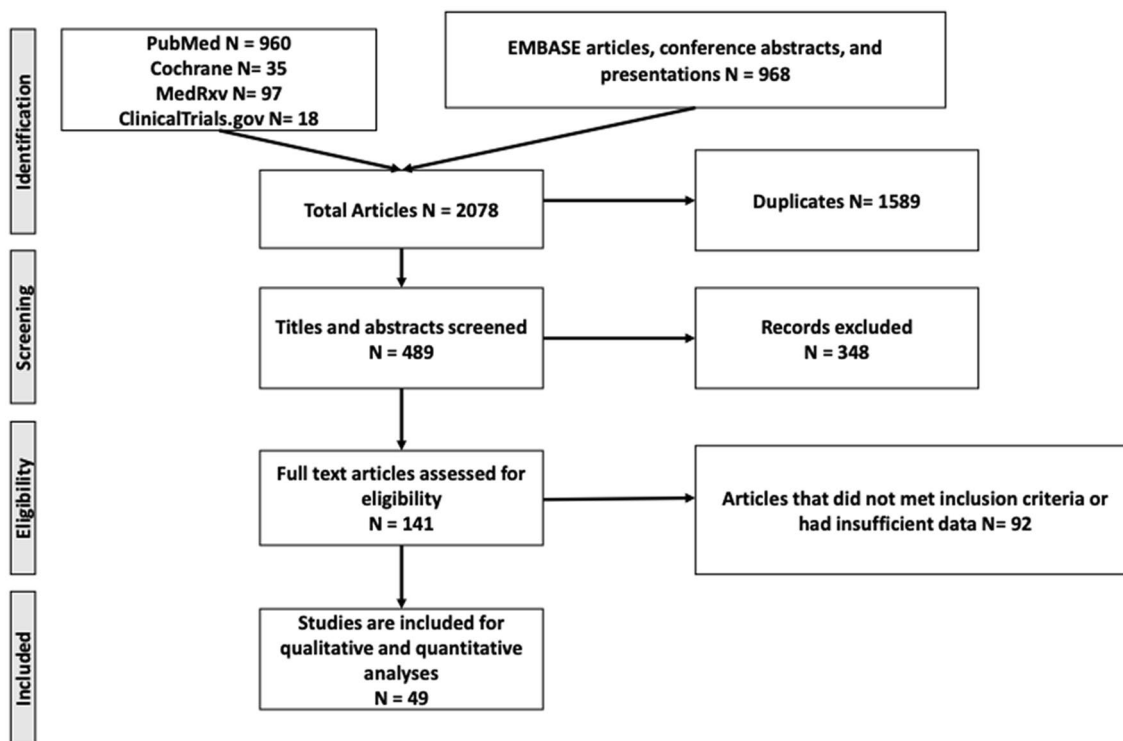 Identification
PubMed N = 960
Cochrane N= 35
MedRxv N= 97
ClinicalTrials.gov N= 18
EMBASE articles, conference abstracts, and
presentations N = 968
Total Articles N = 2078
Duplicates N= 1589
Screening
Titles and abstracts screened
N = 489
Records excluded
N = 348
Eligibility
Full text articles assessed for
eligibility
N = 141
Articles that did not met inclusion criteria or
had insufficient data N= 92
Included
Studies are included for
qualitative and quantitative
analyses
N = 49